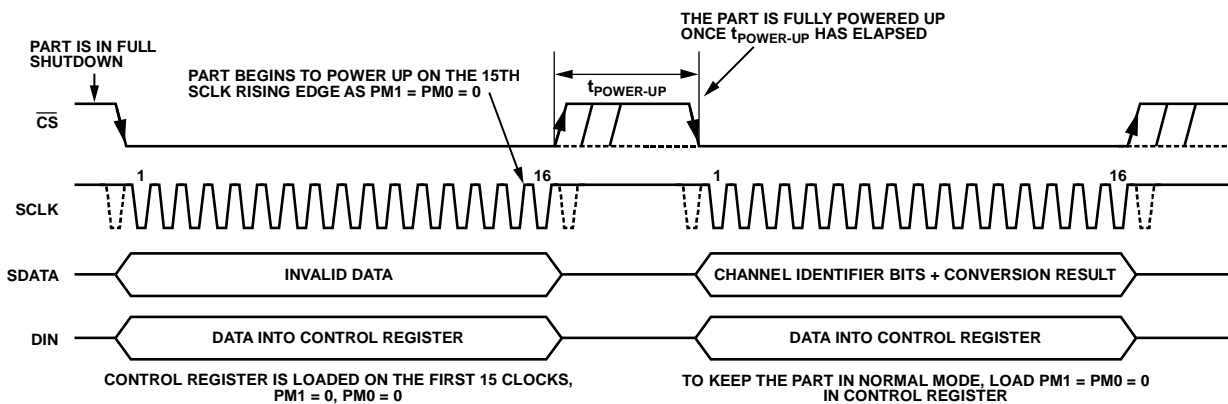 THE PART IS FULLY POWERED UP
ONCE tPOWER-UP HAS ELAPSED
PART IS IN FULL
SHUTDOWN
PART BEGINS TO POWER UP ON THE 15TH
SCLK RISING EDGE AS PM1 = PM0 = 0
tPOWER-UP
CS
1
16
1
16
SCLK
SDATA
INVALID DATA
CHANNEL IDENTIFIER BITS + CONVERSION RESULT
DIN
DATA INTO CONTROL REGISTER
DATA INTO CONTROL REGISTER
CONTROL REGISTER IS LOADED ON THE FIRST 15 CLOCKS,
PM1 = 0, PM0 = 0
TO KEEP THE PART IN NORMAL MODE, LOAD PM1 = PM0 = 0
IN CONTROL REGISTER